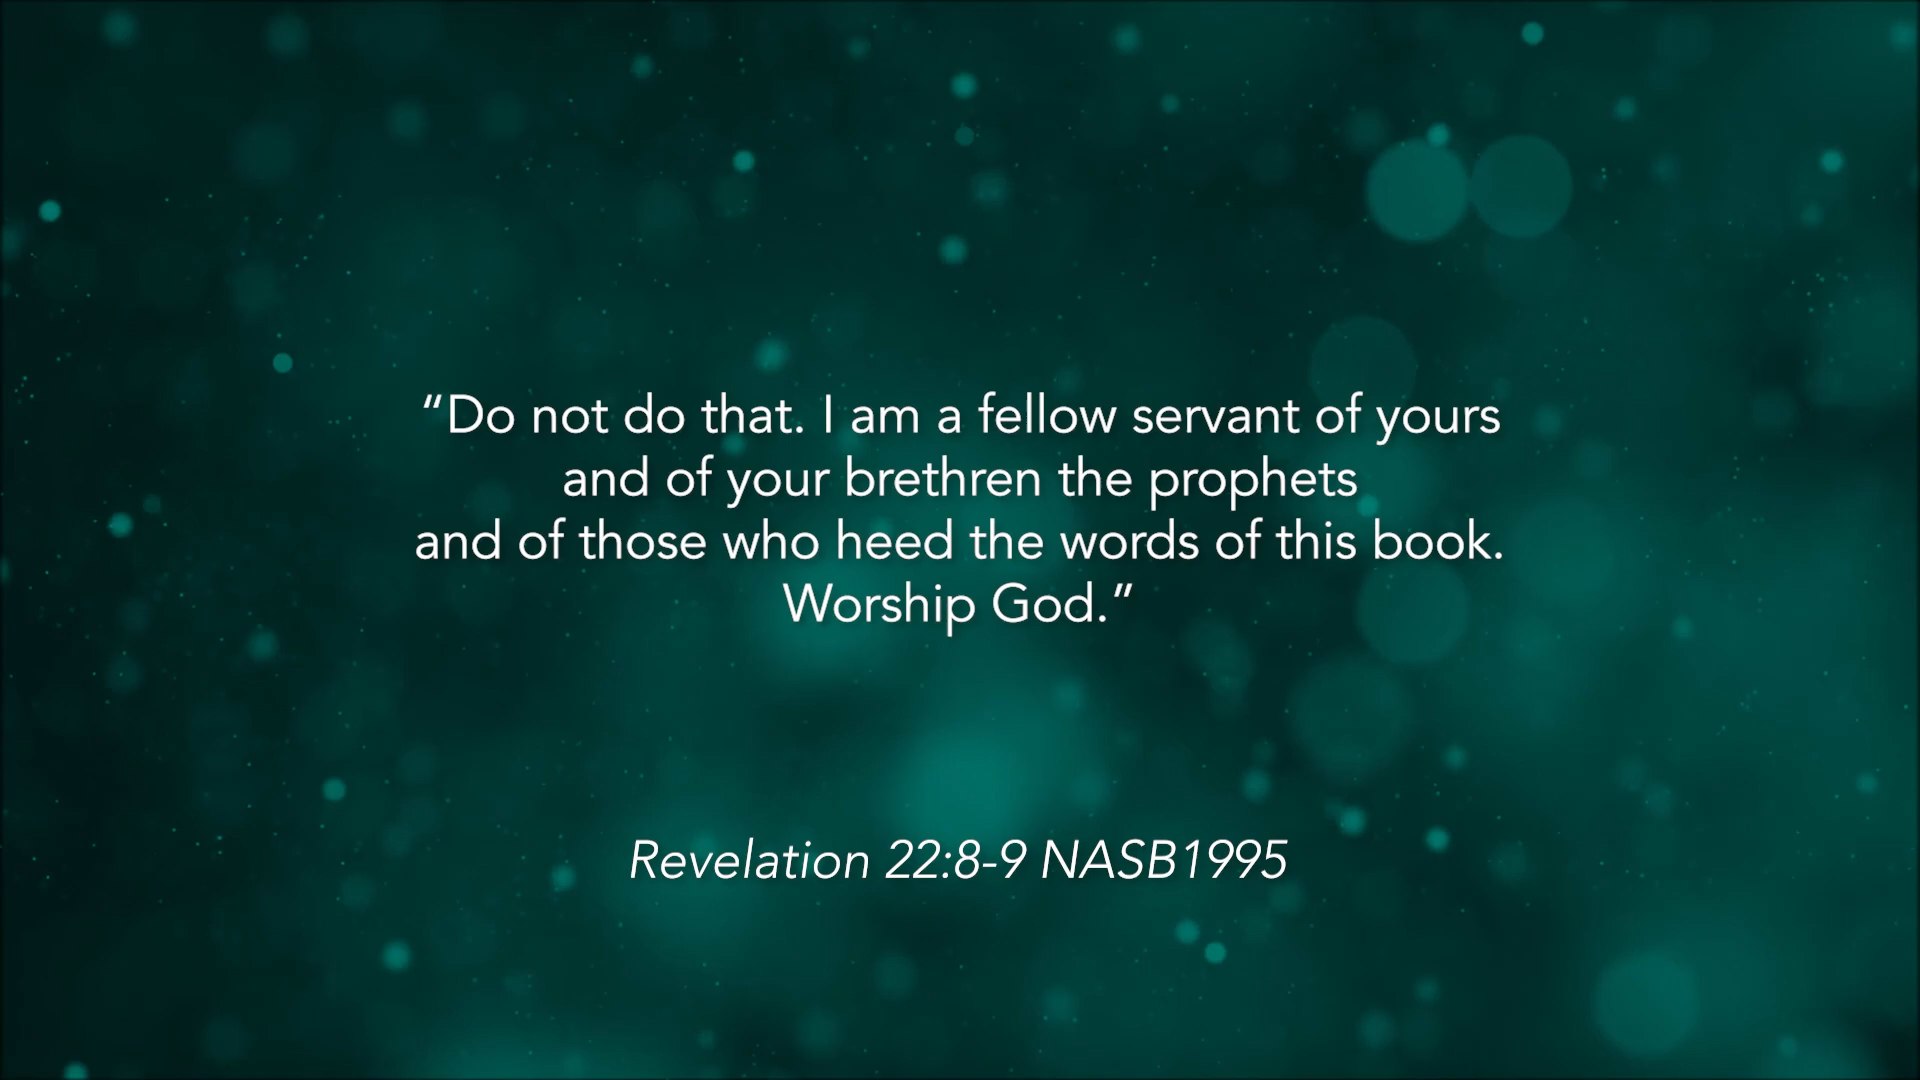 “Do not do that. I am a fellow servant of yours
and of your brethren the prophets
and of those who heed the words of this book.
Worship God.”
Revelation 22:8-9 NASB1995